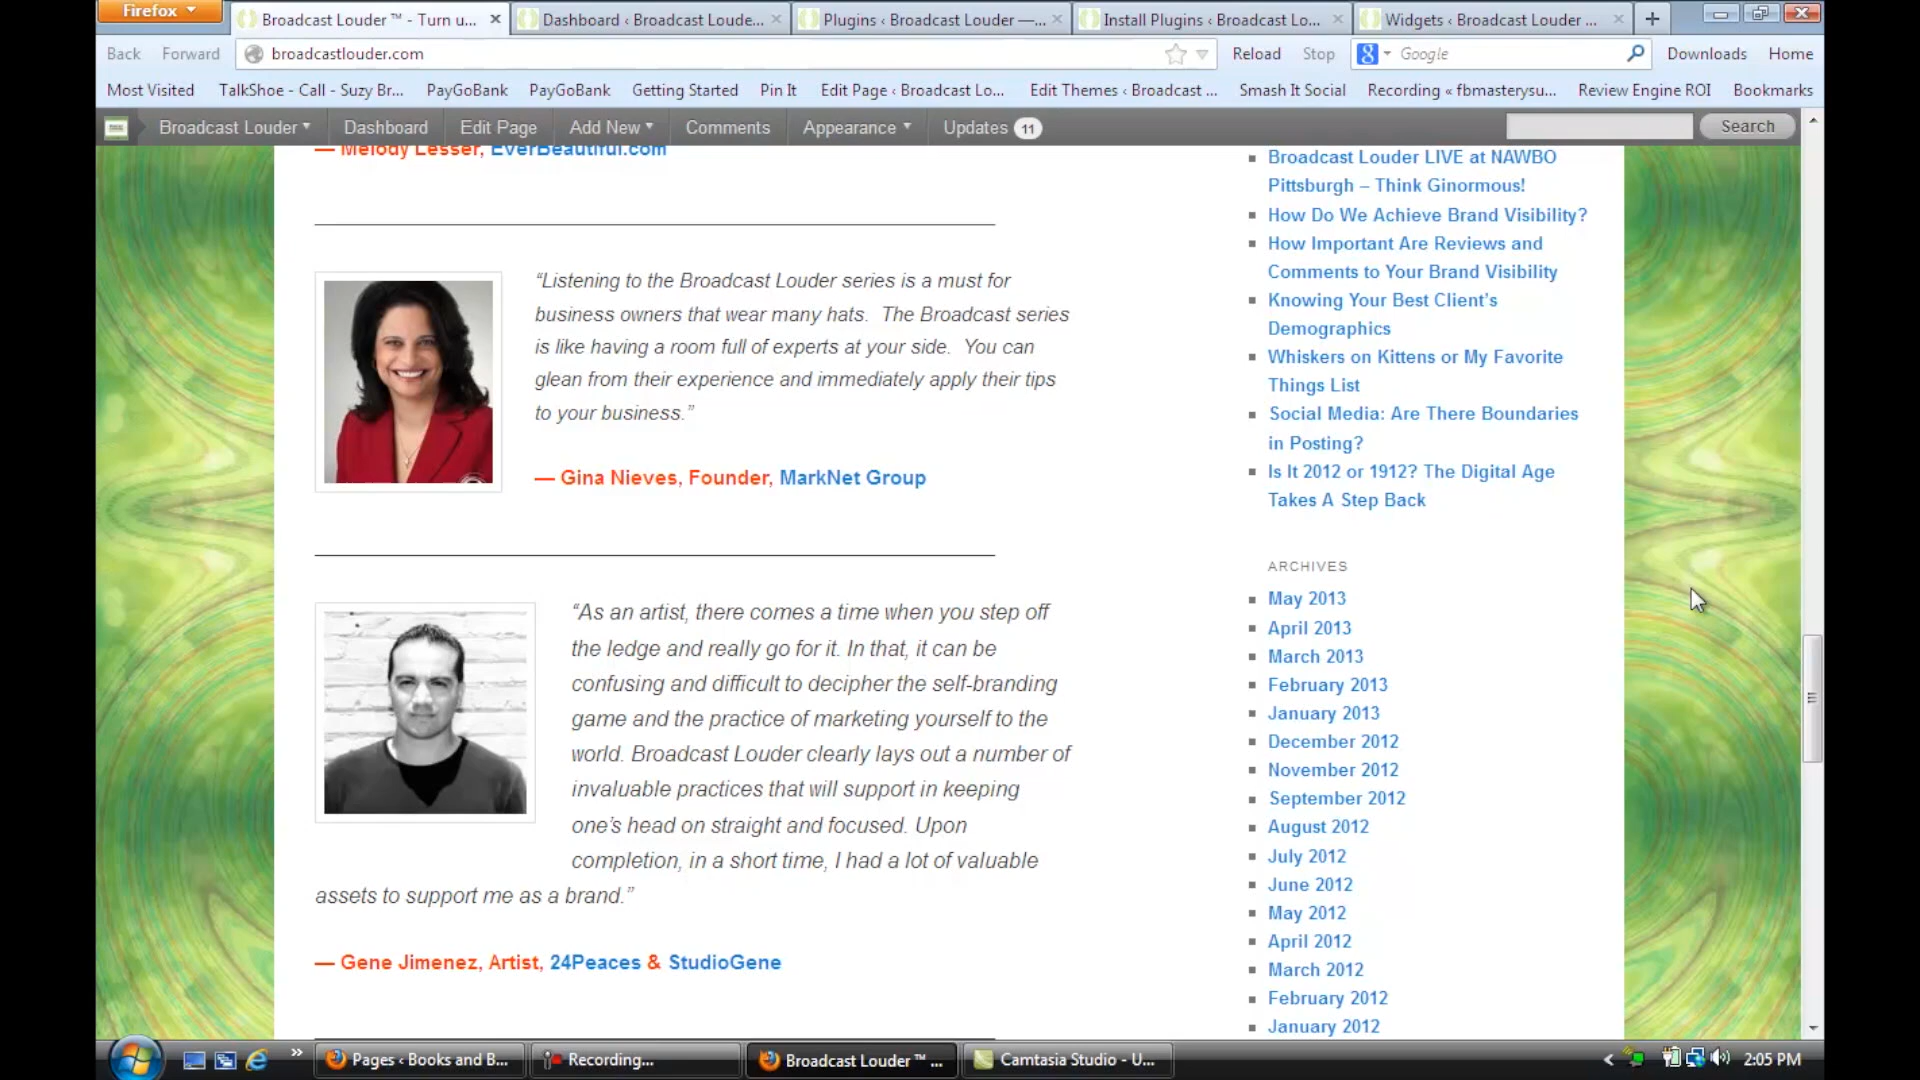 Firefox
Broadcast Louder ™ - Turn u...
Dashboard ‹ Broadcast Loude...
Plugins ‹ Broadcast Louder —...
Install Plugins ‹ Broadcast Lo...
Widgets ‹ Broadcast Louder ...
Back
Forward
broadcastlouder.com
Reload
Stop
Google
Downloads
Home
Most Visited
TalkShoe - Call - Suzy Br...
PayGoBank
PayGoBank
Getting Started
Pin It
Edit Page ‹ Broadcast Lo...
Edit Themes ‹ Broadcast ...
Smash It Social
Recording « fbmasterysu...
Review Engine ROI
Bookmarks
Broadcast Louder
Dashboard
Edit Page
Add New
Comments
Appearance
Updates 11
Search
— Melody Lesser, EverBeautiful.com
“Listening to the Broadcast Louder series is a must for
business owners that wear many hats.  The Broadcast series
is like having a room full of experts at your side.  You can
glean from their experience and immediately apply their tips
to your business.”
— Gina Nieves, Founder, MarkNet Group
“As an artist, there comes a time when you step off
the ledge and really go for it. In that, it can be
confusing and difficult to decipher the self-branding
game and the practice of marketing yourself to the
world. Broadcast Louder clearly lays out a number of
invaluable practices that will support in keeping
one’s head on straight and focused. Upon
completion, in a short time, I had a lot of valuable
assets to support me as a brand.”
— Gene Jimenez, Artist, 24Peaces & StudioGene
Broadcast Louder LIVE at NAWBO
Pittsburgh – Think Ginormous!
How Do We Achieve Brand Visibility?
How Important Are Reviews and
Comments to Your Brand Visibility
Knowing Your Best Client’s
Demographics
Whiskers on Kittens or My Favorite
Things List
Social Media: Are There Boundaries
in Posting?
Is It 2012 or 1912? The Digital Age
Takes A Step Back
ARCHIVES
May 2013
April 2013
March 2013
February 2013
January 2013
December 2012
November 2012
September 2012
August 2012
July 2012
June 2012
May 2012
April 2012
March 2012
February 2012
January 2012
Pages ‹ Books and B...
Recording...
Broadcast Louder ™ ...
Camtasia Studio - U...
2:05 PM